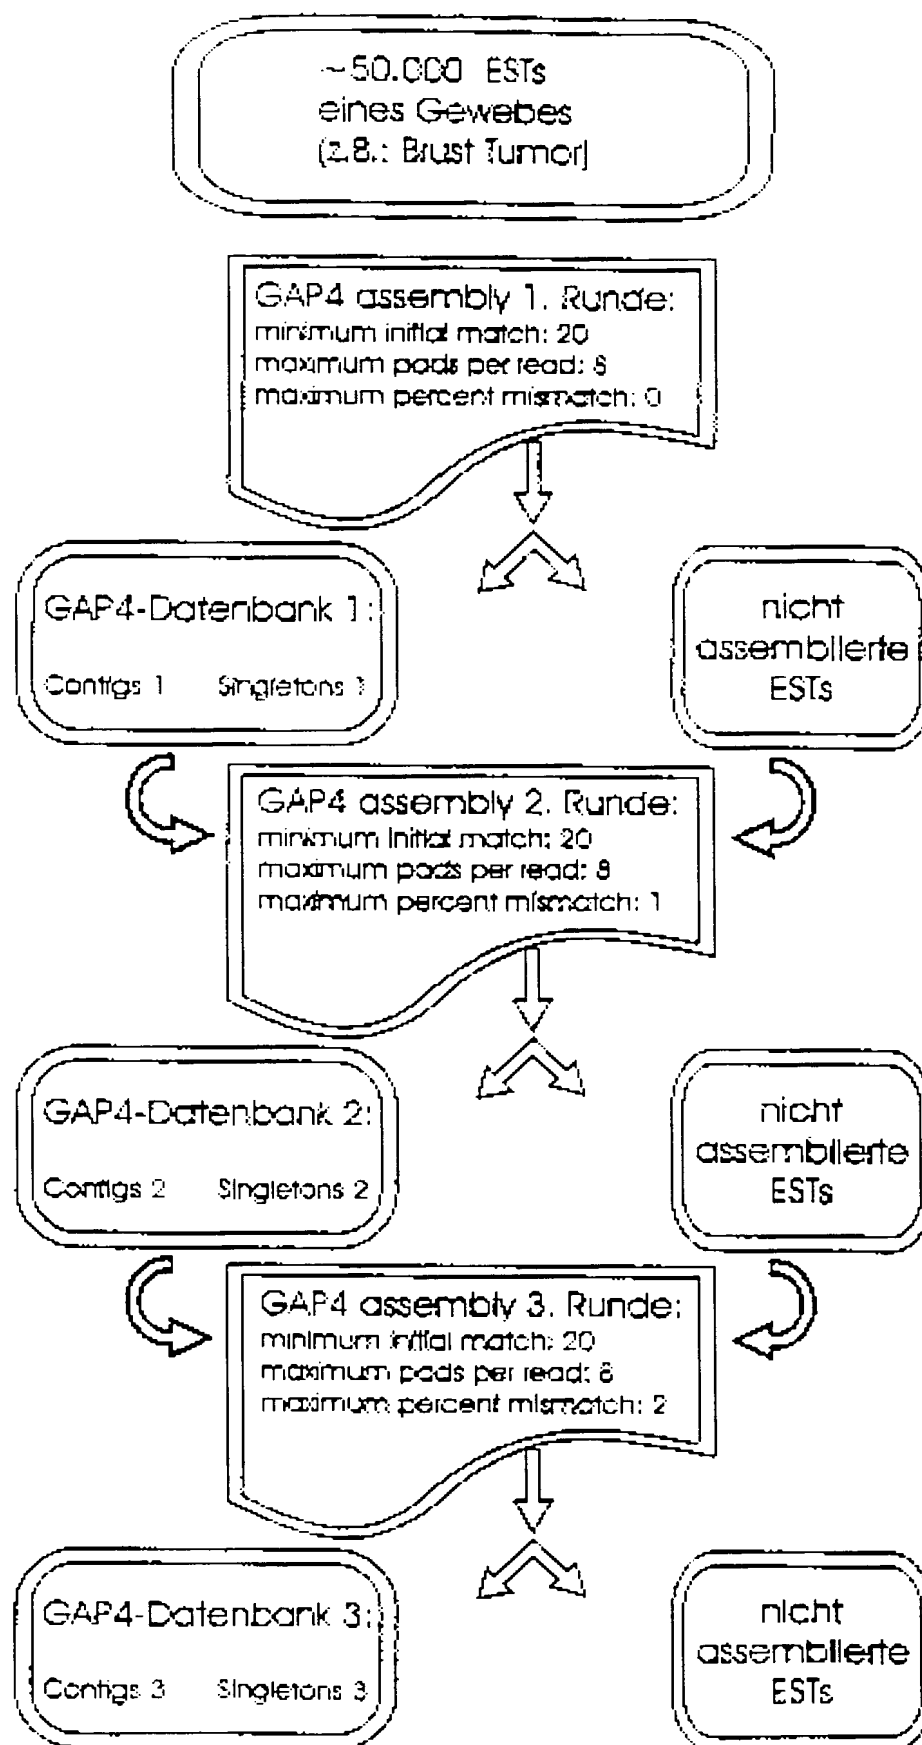 ~50.000 ESTs
eines Gewebes
(z.B.: Brust Tumor)
GAP4 assembly 1. Runde:
minimum initial match: 20
maximum pads per read: 8
maximum percent mismatch: 0
GAP4-Datenbank 1:
Contigs 1 Singletons 1
nicht
assemblierte
ESTs
GAP4 assembly 2. Runde:
minimum initial match: 20
maximum pads per read: 8
maximum percent mismatch: 1
GAP4-Datenbank 2:
Contigs 2 Singletons 2
nicht
assemblierte
ESTs
GAP4 assembly 3. Runde:
minimum initial match: 20
maximum pads per read: 8
maximum percent mismatch: 2
GAP4-Datenbank 3:
Contigs 3 Singletons 3
nicht
assemblierte
ESTs